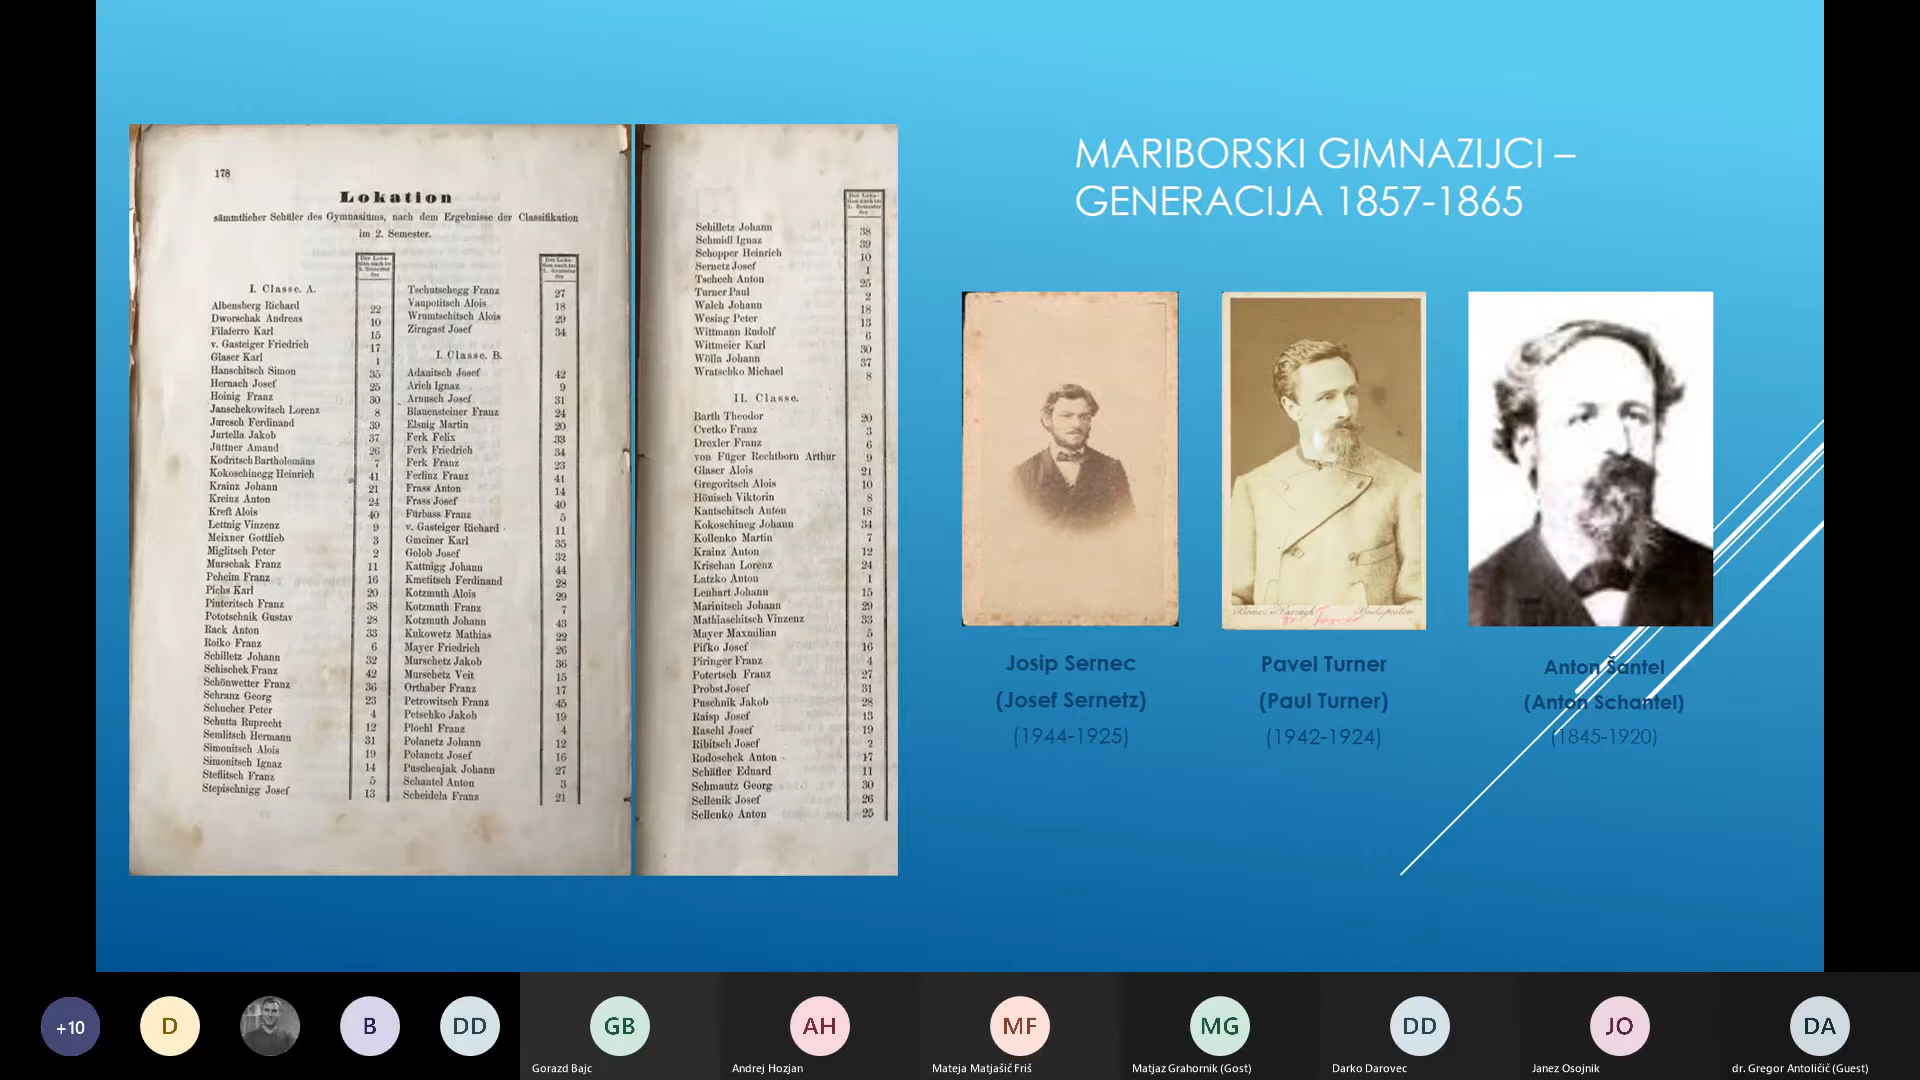 178
Lokation
sämmtlicher Schüler des Gymnasiums, nach dem Ergebnisse der Classifikation
im 2. Semester.
I. Classe. A.
Albensberg Richard 22
Dworschak Andreas 10
Filaferro Karl 15
v. Gasteiger Friedrich 17
Glaser Karl 1
Hanschitsch Simon 35
Hernach Josef 25
Hoinig Franz 30
Janschekowitsch Lorenz 8
Juresch Ferdinand 39
Jurtella Jakob 37
Jüttner Amand 26
Kodritsch Bartholomäus 7
Kokoschinegg Heinrich 41
Krainz Johann 21
Kreinz Anton 24
Kreft Alois 40
Lettnig Vinzenz 9
Meixner Gottlieb 3
Miglitsch Peter 2
Murschak Franz 11
Peheim Franz 16
Pichs Karl 20
Pinteritsch Franz 38
Pototschnik Gustav 28
Rack Anton 33
Roiko Franz 6
Schilletz Johann 32
Schischek Franz 42
Schönwetter Franz 36
Schranz Georg 23
Schucher Peter 4
Schutta Ruprecht 12
Semlitsch Hermann 31
Simonitsch Alois 19
Simonitsch Ignaz 14
Steflitsch Franz 5
Stepischnigg Josef 13
Tschutschegg Franz 27
Vaupotitsch Alois 18
Wramtschitsch Alois 29
Zirngast Josef 34
I. Classe. B.
Adanitsch Josef 42
Arich Ignaz 9
Arnusch Josef 31
Blauensteiner Franz 24
Elsnig Martin 20
Ferk Felix 33
Ferk Friedrich 34
Ferk Franz 23
Ferlinz Franz 41
Frass Anton 14
Frass Josef 40
Fürbass Franz 5
v. Gasteiger Richard 11
Gmeiner Karl 35
Golob Josef 32
Kattnigg Johann 44
Kmetitsch Ferdinand 28
Kotzmuth Alois 29
Kotzmuth Franz 7
Kotzmuth Johann 43
Kukowetz Mathias 22
Mayer Friedrich 26
Murschetz Jakob 36
Murschetz Veit 15
Orthaber Franz 17
Petrowitsch Franz 45
Petschko Jakob 19
Plochl Franz 4
Polanetz Johann 12
Polanetz Josef 16
Puschenjak Johann 27
Schantel Anton 3
Scheidela Franz 21
Schilletz Johann 38
Schmidl Ignaz 39
Schopper Heinrich 10
Sernetz Josef 1
Tschech Anton 25
Turner Paul 2
Walch Johann 18
Wesing Peter 13
Wittmann Rudolf 6
Wittmeier Karl 30
Wölla Johann 37
Wratschko Michael 8
II. Classe.
Barth Theodor 20
Cvetko Franz 3
Drexler Franz 6
von Füger Rechtborn Arthur 9
Glaser Alois 21
Gregoritsch Alois 10
Hönisch Viktorin 8
Kautschitsch Anton 18
Kokoschineg Johann 34
Kollenko Martin 7
Krainz Anton 12
Krischan Lorenz 24
Latzko Anton 1
Lenhart Johann 15
Marinitsch Johann 29
Mathiaschitsch Vinzenz 33
Mayer Maxmilian 5
Pifko Josef 16
Piringer Franz 4
Potertsch Franz 27
Probst Josef 31
Puschnik Jakob 28
Raisp Josef 13
Raschl Josef 19
Ribitsch Josef 2
Rodoschek Anton 17
Schäfler Eduard 11
Schmautz Georg 30
Sellenik Josef 26
Sellenko Anton 25
MARIBORSKI GIMNAZIJCI –
GENERACIJA 1857-1865
Josip Sernec
(Josef Sernetz)
(1944-1925)
Pavel Turner
(Paul Turner)
(1942-1924)
Anton Šantel
(Anton Schantel)
(1845-1920)
+10
D
B
DD
GB
Gorazd Bajc
AH
Andrej Hozjan
MF
Mateja Matjašič Friš
MG
Matjaz Grahornik (Gost)
DD
Darko Darovec
JO
Janez Osojnik
DA
dr. Gregor Antoličič (Guest)